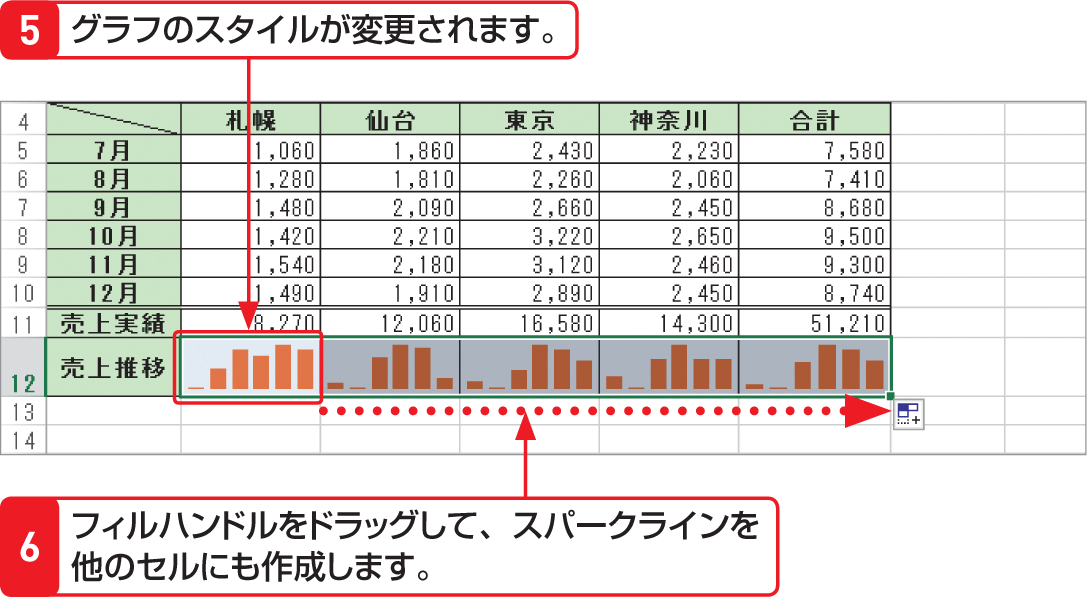 5 グラフのスタイルが変更されます。
4 札幌 仙台 東京 神奈川 合計
5 7月 1,060 1,860 2,430 2,230 7,580
6 8月 1,280 1,810 2,260 2,060 7,410
7 9月 1,480 2,090 2,660 2,450 8,680
8 10月 1,420 2,210 3,220 2,650 9,500
9 11月 1,540 2,180 3,120 2,460 9,300
10 12月 1,490 1,910 2,890 2,450 8,740
11 売上実績 8,270 12,060 16,580 14,300 51,210
12 売上推移
13
14
6 フィルハンドルをドラッグして、スパークラインを
他のセルにも作成します。